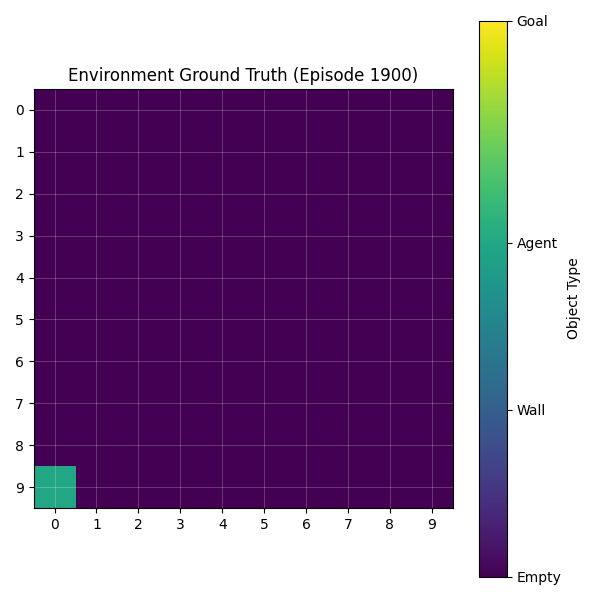 Environment Ground Truth (Episode 1900)
0
1
2
3
4
5
6
7
8
9
0 1 2 3 4 5 6 7 8 9
Goal
Agent
Wall
Empty
Object Type